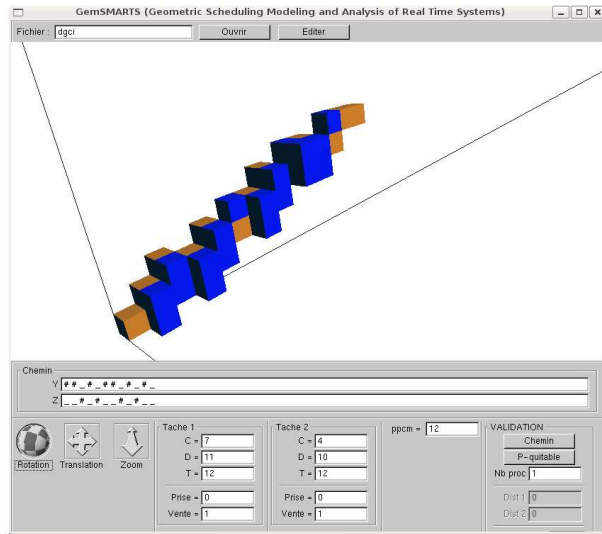 GemSMARTS (Geometric Scheduling Modeling and Analysis of Real Time Systems)
Fichier : dgci Ouvrir Editer
Chemin
Y # # _ # _ # # _ # _ # _
Z _ _ # _ # _ _ # _ # _ _
Rotation Translation Zoom
Tache 1
C = 7
D = 11
T = 12
Prise = 0
Vente = 1
Tache 2
C = 4
D = 10
T = 12
Prise = 0
Vente = 1
ppcm = 12
VALIDATION
Chemin
P-quitable
Nb proc 1
Dist 1 0
Dist 2 0